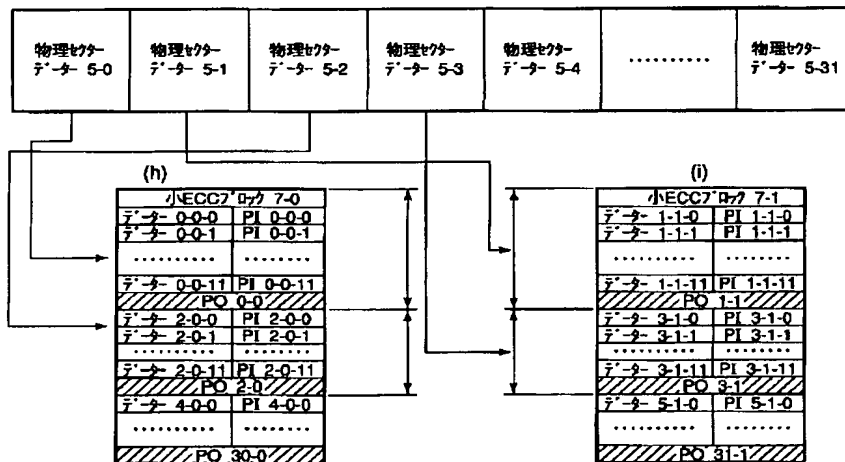 物理セクター
データー 5-0
物理セクター
データー 5-1
物理セクター
データー 5-2
物理セクター
データー 5-3
物理セクター
データー 5-4
..........
物理セクター
データー 5-31
(h)
小ECCブロック 7-0
データー 0-0-0 PI 0-0-0
データー 0-0-1 PI 0-0-1
.......... ........
データー 0-0-11 PI 0-0-11
PO 0-0
データー 2-0-0 PI 2-0-0
データー 2-0-1 PI 2-0-1
.......... ........
データー 2-0-11 PI 2-0-11
PO 2-0
データー 4-0-0 PI 4-0-0
.......... ........
PO 30-0
(i)
小ECCブロック 7-1
データー 1-1-0 PI 1-1-0
データー 1-1-1 PI 1-1-1
.......... ........
データー 1-1-11 PI 1-1-11
PO 1-1
データー 3-1-0 PI 3-1-0
データー 3-1-1 PI 3-1-1
.......... ........
データー 3-1-11 PI 3-1-11
PO 3-1
データー 5-1-0 PI 5-1-0
.......... ........
PO 31-1